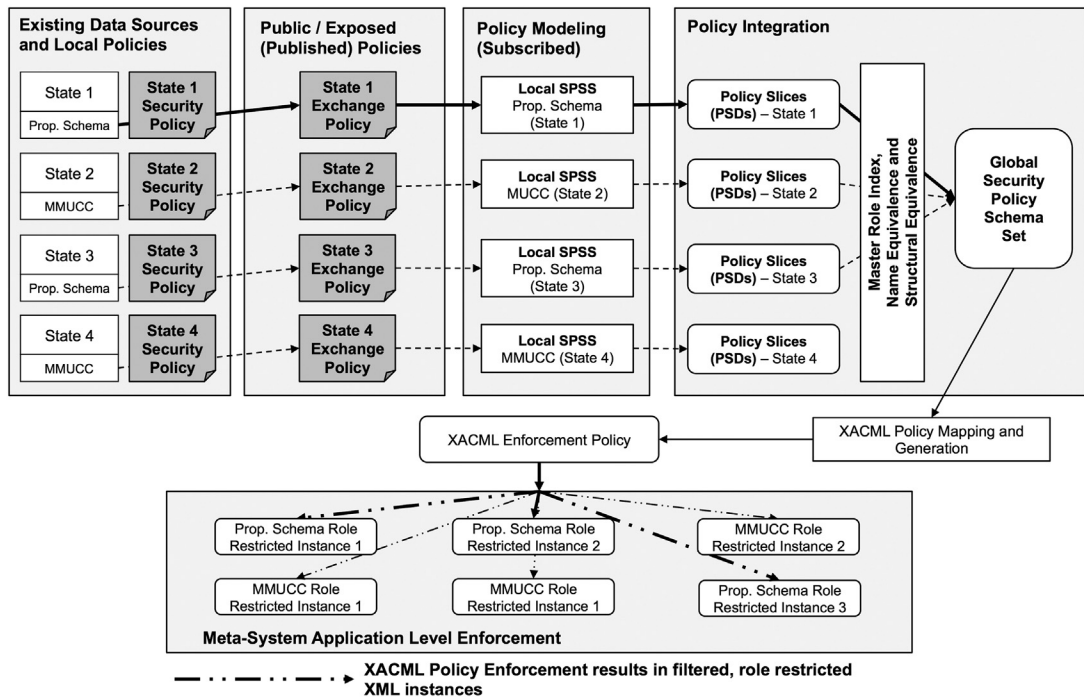 Existing Data Sources
and Local Policies
State 1
Prop. Schema
State 1
Security
Policy
State 2
MMUCC
State 2
Security
Policy
State 3
Prop. Schema
State 3
Security
Policy
State 4
MMUCC
State 4
Security
Policy
Public / Exposed
(Published) Policies
State 1
Exchange
Policy
State 2
Exchange
Policy
State 3
Exchange
Policy
State 4
Exchange
Policy
Policy Modeling
(Subscribed)
Local SPSS
Prop. Schema
(State 1)
Local SPSS
MUCC (State 2)
Local SPSS
Prop. Schema
(State 3)
Local SPSS
MMUCC (State 4)
Policy Integration
Policy Slices
(PSDs) – State 1
Policy Slices
(PSDs) – State 2
Policy Slices
(PSDs) – State 3
Policy Slices
(PSDs) – State 4
Master Role Index,
Name Equivalence and
Structural Equivalence
Global
Security
Policy
Schema
Set
XACML Enforcement Policy
XACML Policy Mapping and
Generation
Prop. Schema Role
Restricted Instance 1
Prop. Schema Role
Restricted Instance 2
MMUCC Role
Restricted Instance 2
MMUCC Role
Restricted Instance 1
MMUCC Role
Restricted Instance 1
Prop. Schema Role
Restricted Instance 3
Meta-System Application Level Enforcement
XACML Policy Enforcement results in filtered, role restricted
XML instances